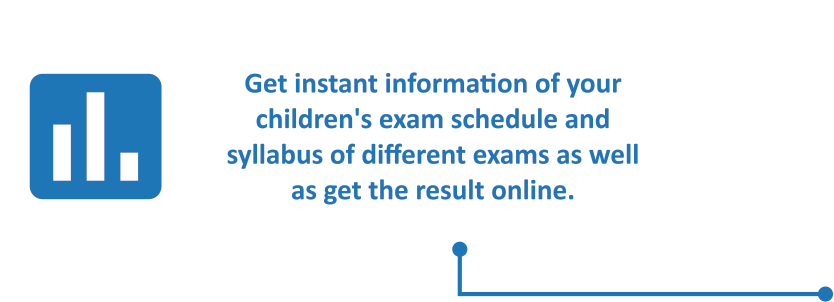 Get instant information of your
children's exam schedule and
syllabus of different exams as well
as get the result online.